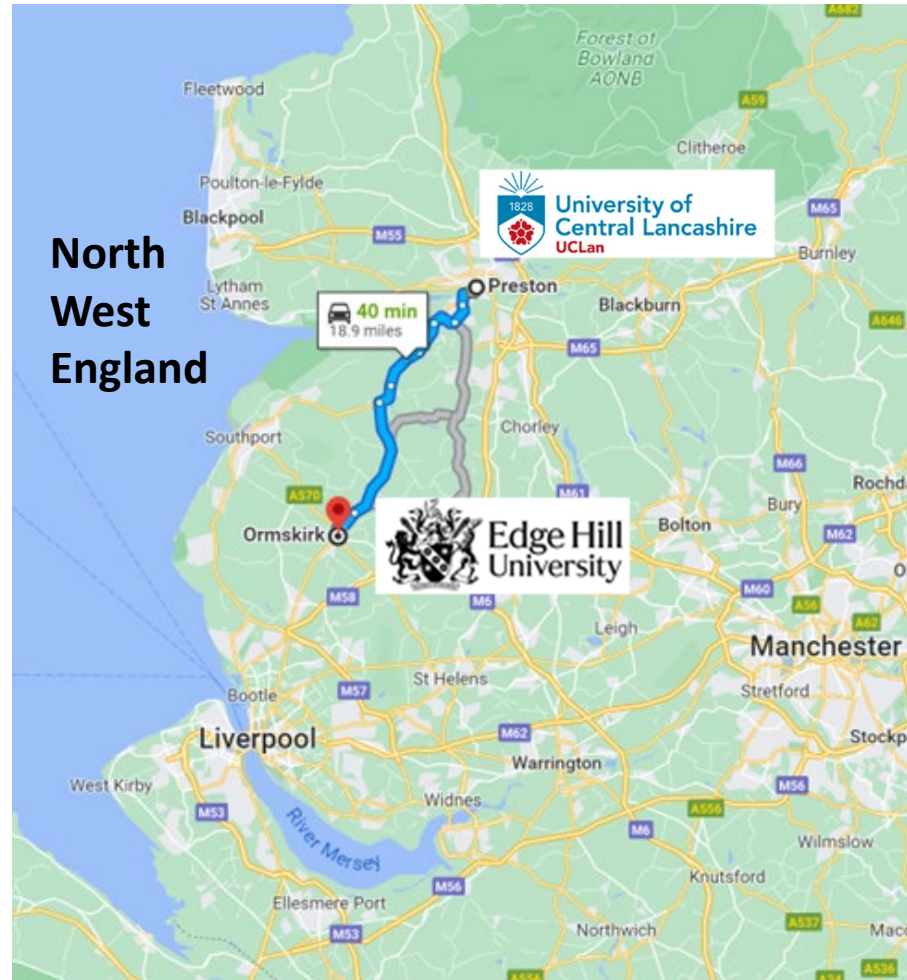 A682
Forest of
Bowland
AONB
Fleetwood
A59
Clitheroe
Poulton-le-Fylde
1828
University of
Central Lancashire
UCLan
M65
Blackpool
M55
North
West
England
Burnley
Lytham
St Annes
Preston
Blackburn
40 min
18.9 miles
A646
M65
Chorley
Southport
M66
A570
M61
Rochda
Bury
Ormskirk
Edge Hill
University
Bolton
M62
O
M58
M6
M60
A56
A62
Leigh
Manchester
Bootle
M57
St Helens
Stretford
Liverpool
M62
Stockp
Warrington
West Kirby
M56
M53
Widnes
A556
River Mersey
M6
Wilmslow
M56
Knutsford
Ellesmere Port
Northwich
A537
Macc
M53
A556
A34
A536